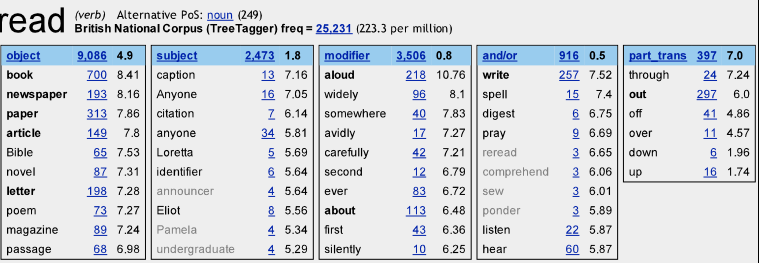 read (verb) Alternative PoS: noun (249)
British National Corpus (TreeTagger) freq = 25,231 (223.3 per million)
object 9,086 4.9 subject 2,473 1.8 modifier 3,506 0.8 and/or 916 0.5 part_trans 397 7.0
book 700 8.41 caption 13 7.16 aloud 218 10.76 write 257 7.52 through 24 7.24
newspaper 193 8.16 Anyone 16 7.05 widely 96 8.1 spell 15 7.4 out 297 6.0
paper 313 7.86 citation 7 6.14 somewhere 40 7.83 digest 6 6.75 off 41 4.86
article 149 7.8 anyone 34 5.81 avidly 17 7.27 pray 9 6.69 over 11 4.57
Bible 65 7.53 Loretta 5 5.69 carefully 42 7.21 reread 3 6.65 down 6 1.96
novel 87 7.31 identifier 6 5.64 second 12 6.79 comprehend 3 6.06 up 16 1.74
letter 198 7.28 announcer 4 5.64 ever 83 6.72 sew 3 6.01
poem 73 7.27 Eliot 8 5.56 about 113 6.48 ponder 3 5.89
magazine 89 7.24 Pamela 4 5.34 first 43 6.36 listen 22 5.87
passage 68 6.98 undergraduate 4 5.29 silently 10 6.25 hear 60 5.87